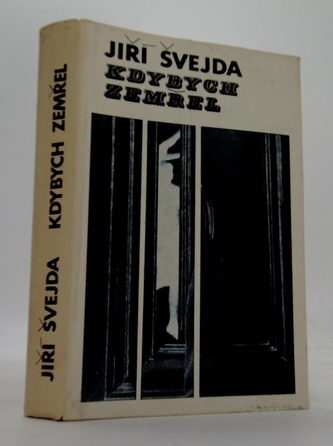 JIŘÍ ŠVEJDA
KDYBYCH
ZEMŘEL
JIŘÍ ŠVEJDA KDYBYCH ZEMŘEL